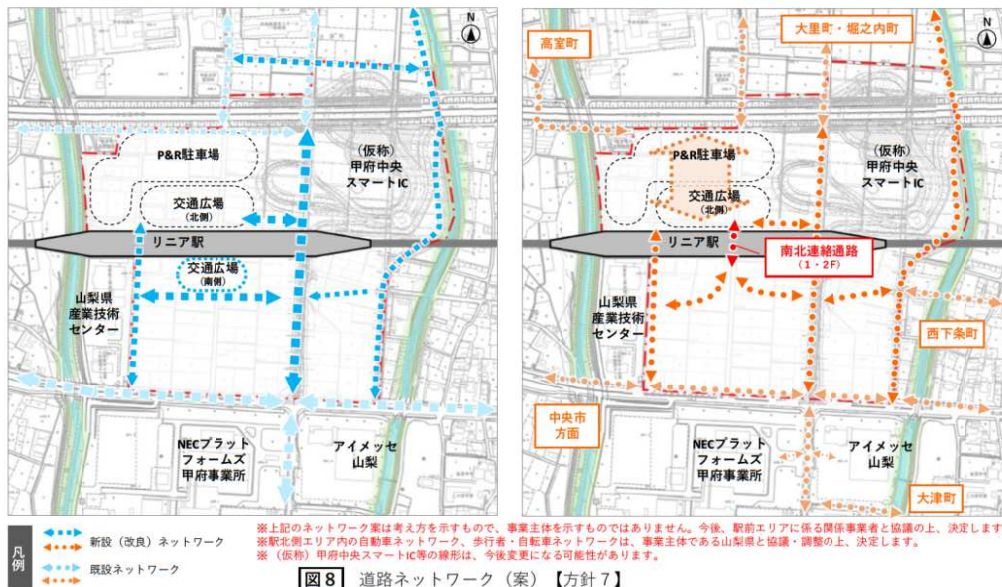 N
P&R駐車場
(仮称)
甲府中央
スマートIC
交通広場
(北側)
リニア駅
交通広場
(南側)
山梨県
産業技術
センター
NECプラット
フォームズ
甲府事業所
アイメッセ
山梨
高室町
大里町・堀之内町
N
P&R駐車場
(仮称)
甲府中央
スマートIC
交通広場
(北側)
リニア駅
南北連絡通路
(1・2F)
山梨県
産業技術
センター
西下条町
中央市
方面
NECプラット
フォームズ
甲府事業所
アイメッセ
山梨
大津町
凡例
新設(改良)ネットワーク
既設ネットワーク
※上記のネットワーク案は考え方を示すもので、事業主体を示すものではありません。今後、駅前エリアに係る関係事業者と協議の上、決定します
※駅北側エリア内の自動車ネットワーク、歩行者・自転車ネットワークは、事業主体である山梨県と協議・調整の上、決定します。
※(仮称)甲府中央スマートIC等の線形は、今後変更になる可能性があります。
図8 道路ネットワーク(案)【方針7】